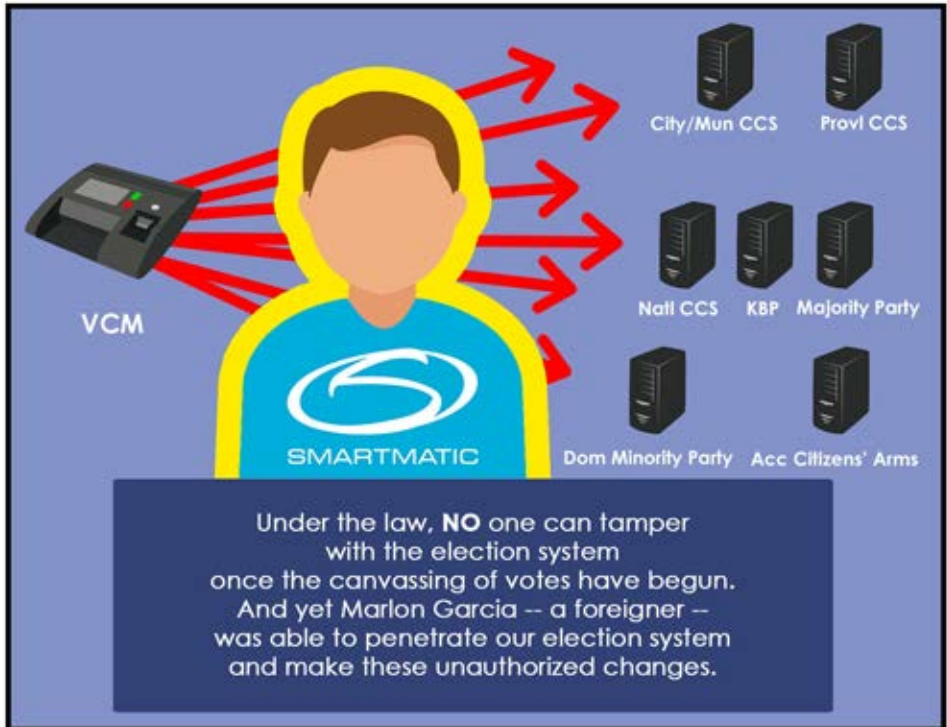 City/Mun CCS
Provl CCS
VCM
Natl CCS
KBP
Majority Party
SMARTMATIC
Dom Minority Party
Acc Citizens' Arms
Under the law, NO one can tamper
with the election system
once the canvassing of votes have begun.
And yet Marlon Garcia -- a foreigner --
was able to penetrate our election system
and make these unauthorized changes.